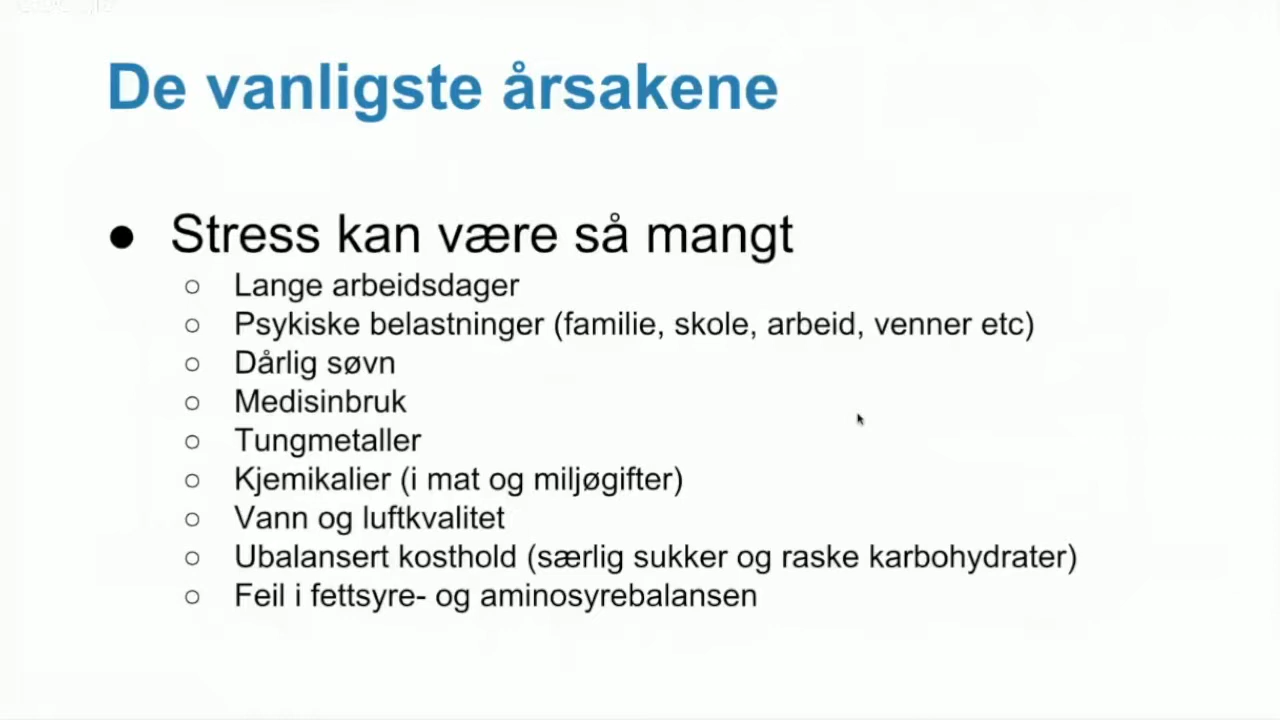 De vanligste årsakene
● Stress kan være så mangt
○ Lange arbeidsdager
○ Psykiske belastninger (familie, skole, arbeid, venner etc)
○ Dårlig søvn
○ Medisinbruk
○ Tungmetaller
○ Kjemikalier (i mat og miljøgifter)
○ Vann og luftkvalitet
○ Ubalansert kosthold (særlig sukker og raske karbohydrater)
○ Feil i fettsyre- og aminosyrebalansen